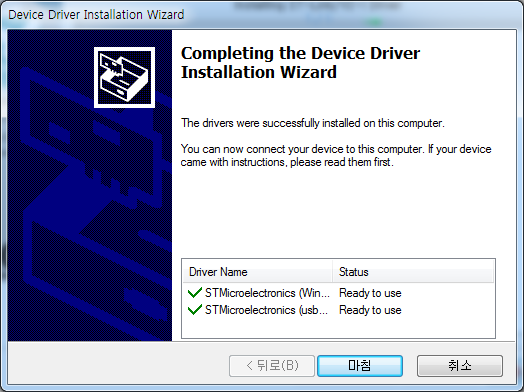 Device Driver Installation Wizard
Completing the Device Driver
Installation Wizard
The drivers were successfully installed on this computer.
You can now connect your device to this computer. If your device
came with instructions, please read them first.
Driver Name Status
STMicroelectronics (Win... Ready to use
STMicroelectronics (usb... Ready to use
< 뒤로(B) 마침 취소